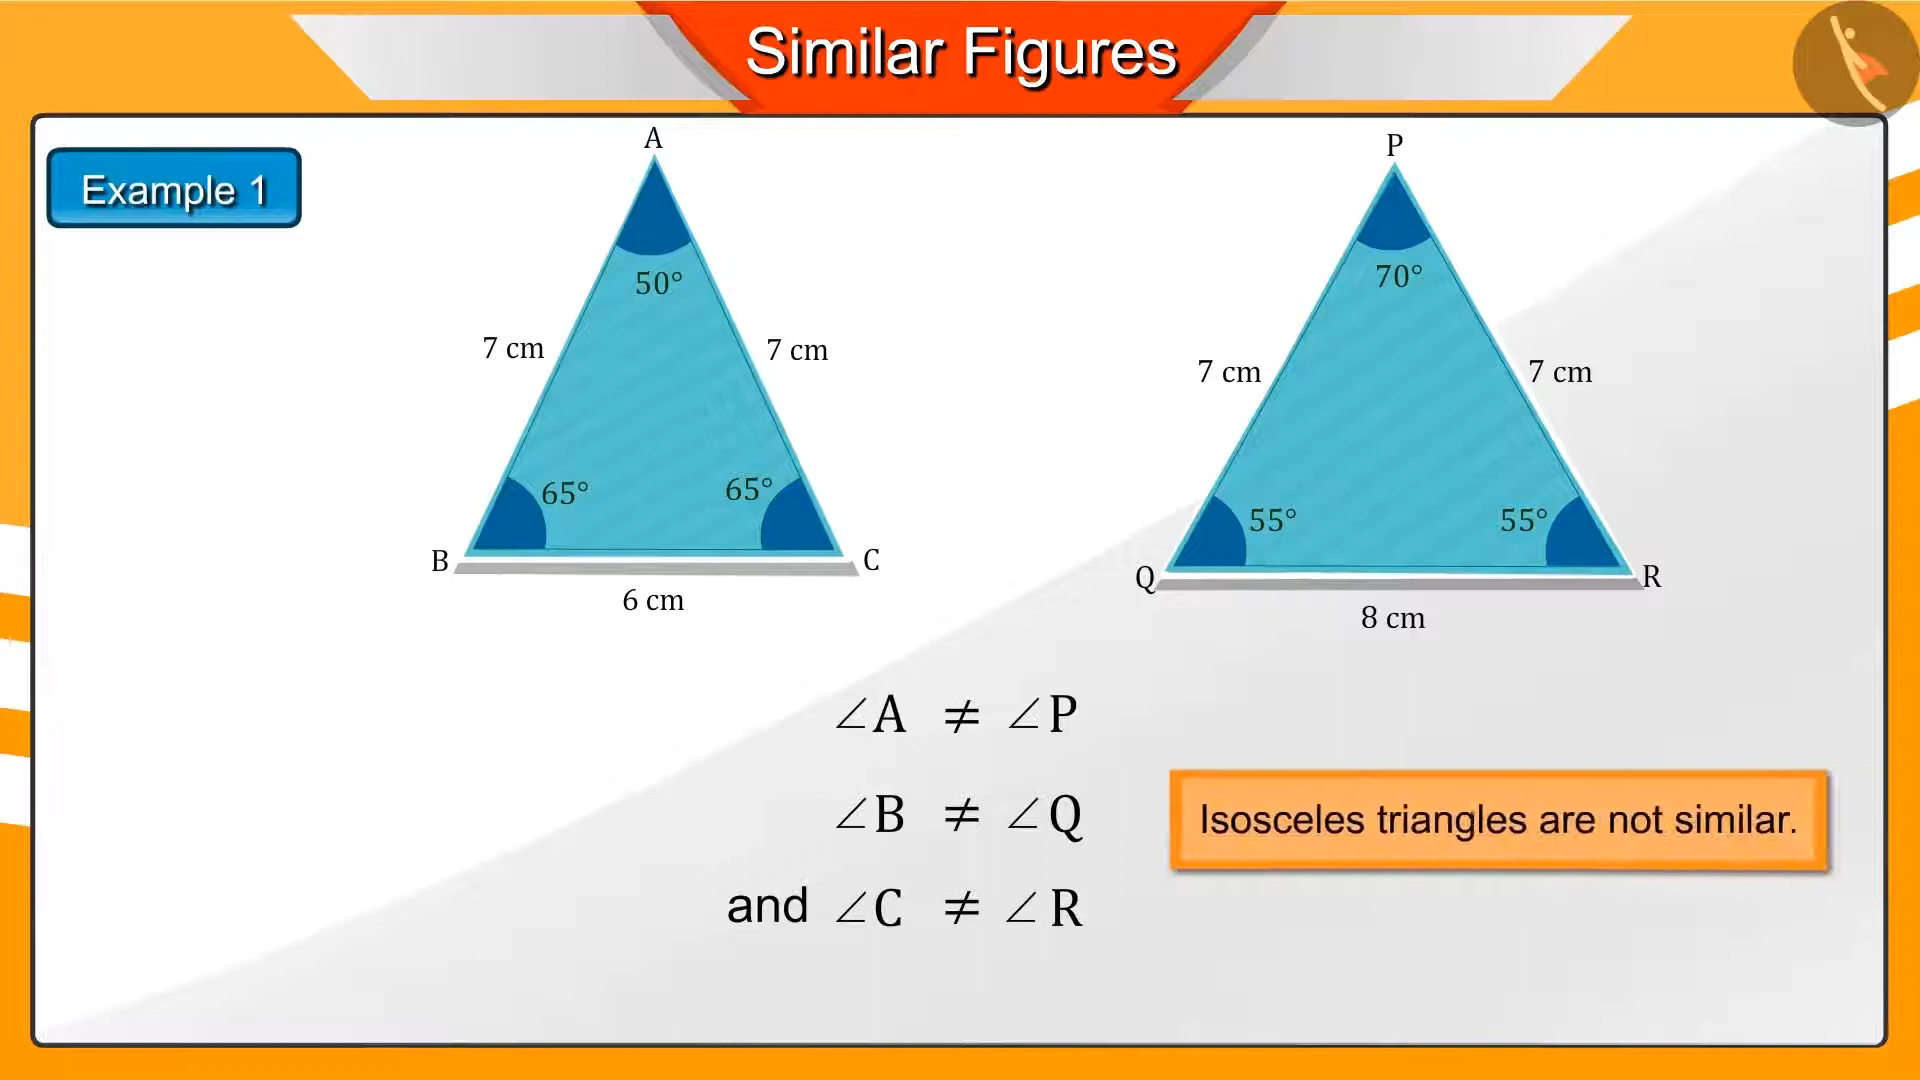 Similar Figures
Example 1
A
50°
7 cm
7 cm
65°
65°
B
C
6 cm
P
70°
7 cm
7 cm
55°
55°
Q
R
8 cm
∠A ≠ ∠P
∠B ≠ ∠Q
and ∠C ≠ ∠R
Isosceles triangles are not similar.